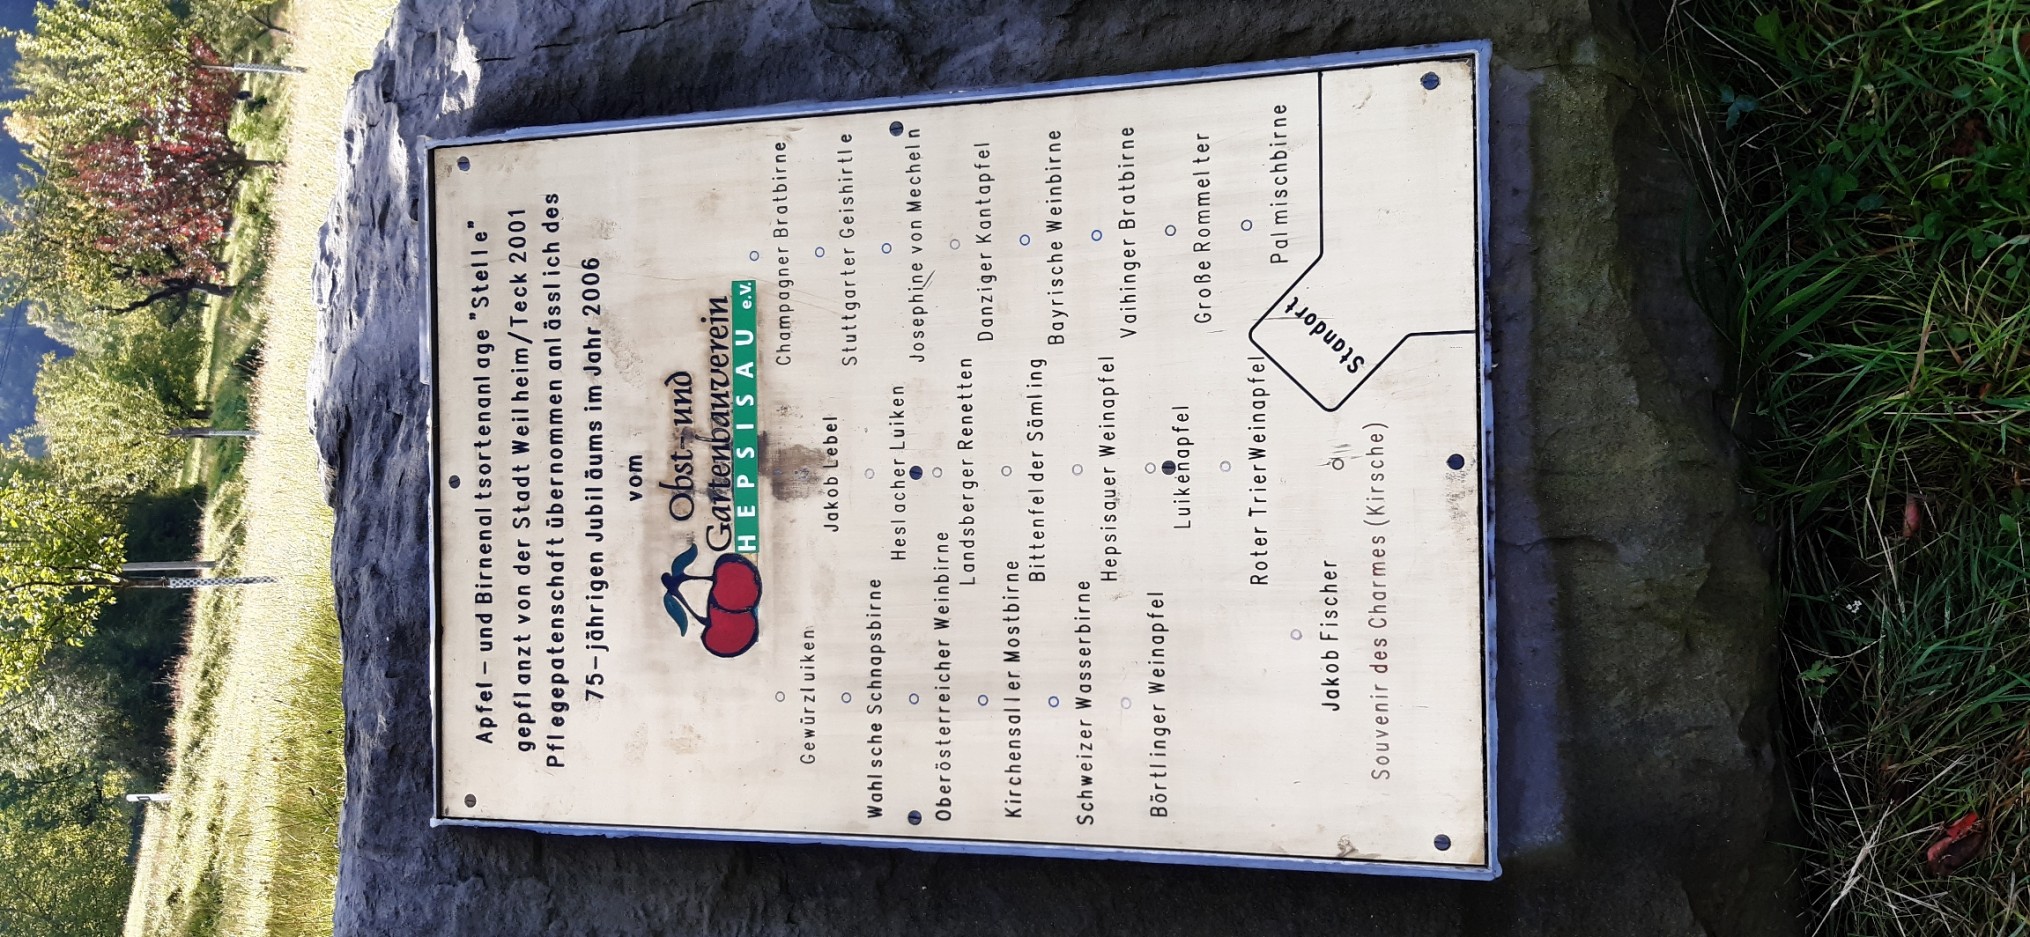 Apfel- und Birnenaltsortenanlage "Stelle"
gepflanzt von der Stadt Weilheim/Teck 2001
Pflegepatenschaft übernommen anlässlich des
75-jährigen Jubiläums im Jahr 2006
vom
Obst- und
Gartenbauverein
HEPSISAU e.V.
Gewürzluiken
Wahlsche Schnapsbirne
Oberösterreicher Weinbirne
Kirchensaller Mostbirne
Schweizer Wasserbirne
Börtlinger Weinapfel
Jakob Fischer
Souvenir des Charmes (Kirsche)
Jakob Lebel
Heslacher Luiken
Landsberger Renetten
Bittenfelder Sämling
Hepsisauer Weinapfel
Luikenapfel
Roter Trier Weinapfel
Champagner Bratbirne
Stuttgarter Geishirtle
Josephine von Mecheln
Danziger Kantapfel
Bayrische Weinbirne
Vaihinger Bratbirne
Große Rommelter
Palmischbirne
Standort